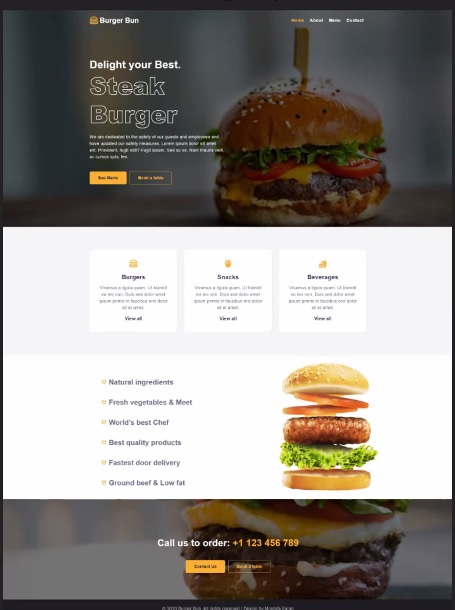 Burger Bun
Home About Menu Contact
Delight your Best.
Steak
Burger
We are dedicated to the safety of our guests and employees and
have updated our safety measures. Lorem ipsum dolor sit amet
elit. Provident, fugit elit? Fugit ipsum. Sed ac ex. Nam mauris velit,
ac cursus quis, leo.
See Menu Book a table
Burgers
Vivamus a ligula quam. Ut blandit
eu leo non. Duis sed dolor amet
ipsum primis in faucibus orci dolor
sit et amet.
View all
Snacks
Vivamus a ligula quam. Ut blandit
eu leo non. Duis sed dolor amet
ipsum primis in faucibus orci dolor
sit et amet.
View all
Beverages
Vivamus a ligula quam. Ut blandit
eu leo non. Duis sed dolor amet
ipsum primis in faucibus orci dolor
sit et amet.
View all
Natural ingredients
Fresh vegetables & Meet
World's best Chef
Best quality products
Fastest door delivery
Ground beef & Low fat
Call us to order: +1 123 456 789
Contact Us Book a table
Burger Bun. All rights reserved | Design by